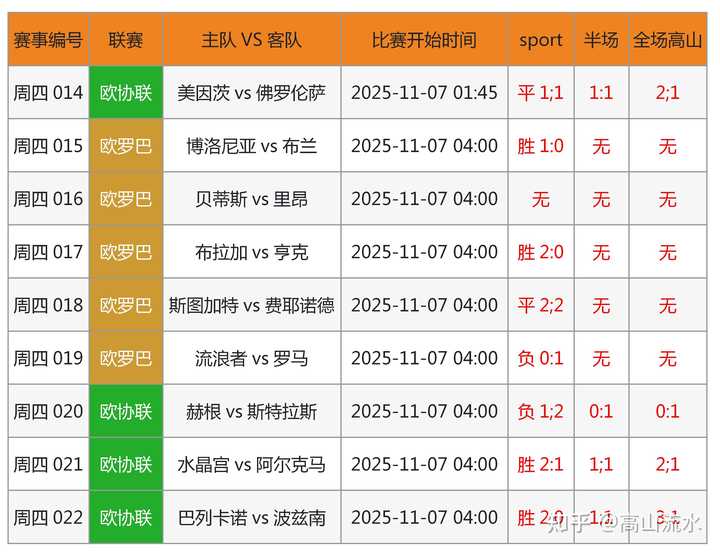 赛事编号 联赛 主队 VS 客队 比赛开始时间 sport 半场 全场高山
周四 014 欧协联 美因茨 vs 佛罗伦萨 2025-11-07 01:45 平 1;1 1:1 2;1
周四 015 欧罗巴 博洛尼亚 vs 布兰 2025-11-07 04:00 胜 1:0 无 无
周四 016 欧罗巴 贝蒂斯 vs 里昂 2025-11-07 04:00 无 无 无
周四 017 欧罗巴 布拉加 vs 亨克 2025-11-07 04:00 胜 2:0 无 无
周四 018 欧罗巴 斯图加特 vs 费耶诺德 2025-11-07 04:00 平 2;2 无 无
周四 019 欧罗巴 流浪者 vs 罗马 2025-11-07 04:00 负 0:1 无 无
周四 020 欧协联 赫根 vs 斯特拉斯 2025-11-07 04:00 负 1;2 0:1 0:1
周四 021 欧协联 水晶宫 vs 阿尔克马 2025-11-07 04:00 胜 2:1 1;1 2;1
周四 022 欧协联 巴列卡诺 vs 波兹南 2025-11-07 04:00 胜
知乎 @高山流水